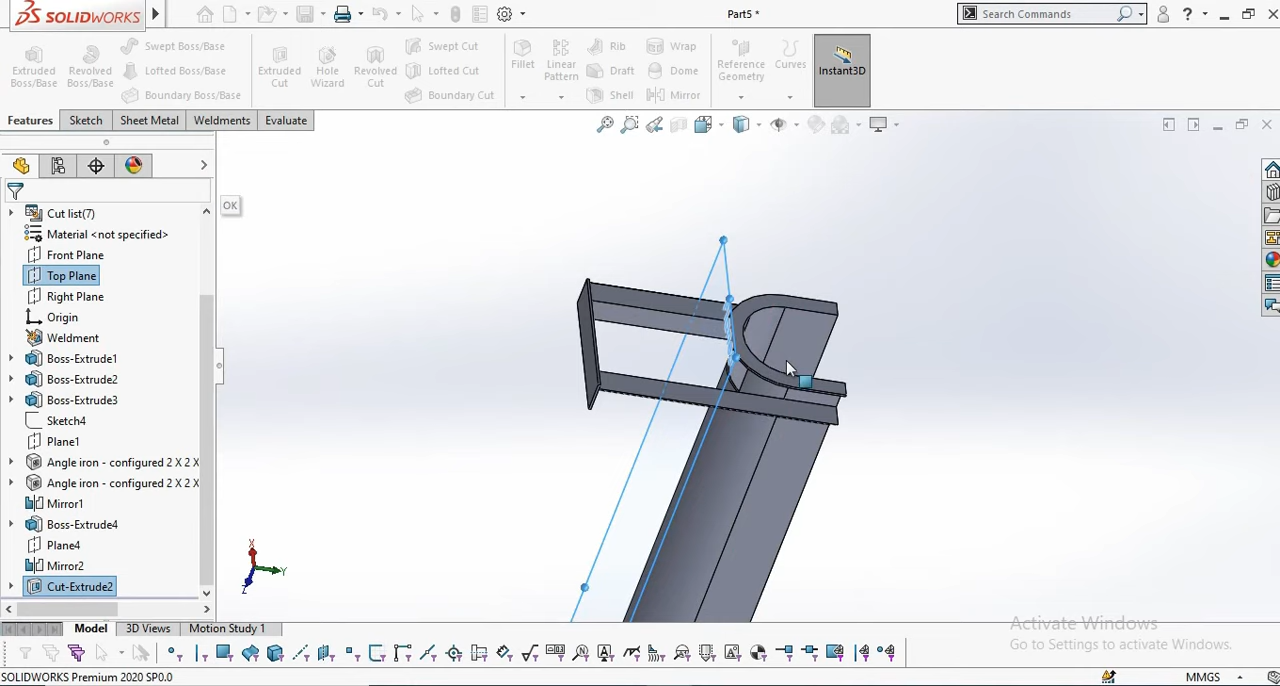 SOLIDWORKS
Part5 *
Search Commands
Extruded Boss/Base
Revolved Boss/Base
Swept Boss/Base
Lofted Boss/Base
Boundary Boss/Base
Extruded Cut
Hole Wizard
Revolved Cut
Swept Cut
Lofted Cut
Boundary Cut
Fillet
Linear Pattern
Rib
Draft
Shell
Wrap
Dome
Mirror
Reference Geometry
Curves
Instant3D
Features
Sketch
Sheet Metal
Weldments
Evaluate
OK
Cut list(7)
Material <not specified>
Front Plane
Top Plane
Right Plane
Origin
Weldment
Boss-Extrude1
Boss-Extrude2
Boss-Extrude3
Sketch4
Plane1
Angle iron - configured 2 X 2 X
Angle iron - configured 2 X 2 X
Mirror1
Boss-Extrude4
Plane4
Mirror2
Cut-Extrude2
X
Y
Z
Activate Windows
Go to Settings to activate Windows.
Model
3D Views
Motion Study 1
SOLIDWORKS Premium 2020 SP0.0
MMGS